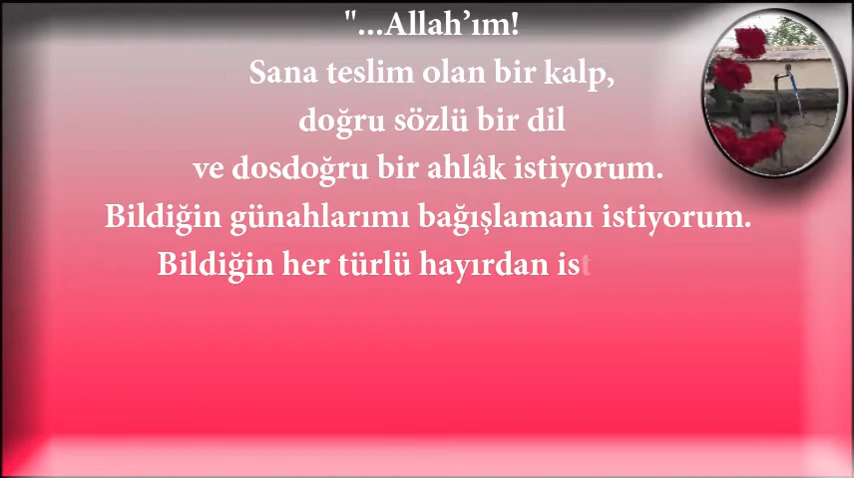 "...Allah’ım!
Sana teslim olan bir kalp,
doğru sözlü bir dil
ve dosdoğru bir ahlâk istiyorum.
Bildiğin günahlarımı bağışlamanı istiyorum.
Bildiğin her türlü hayırdan ist